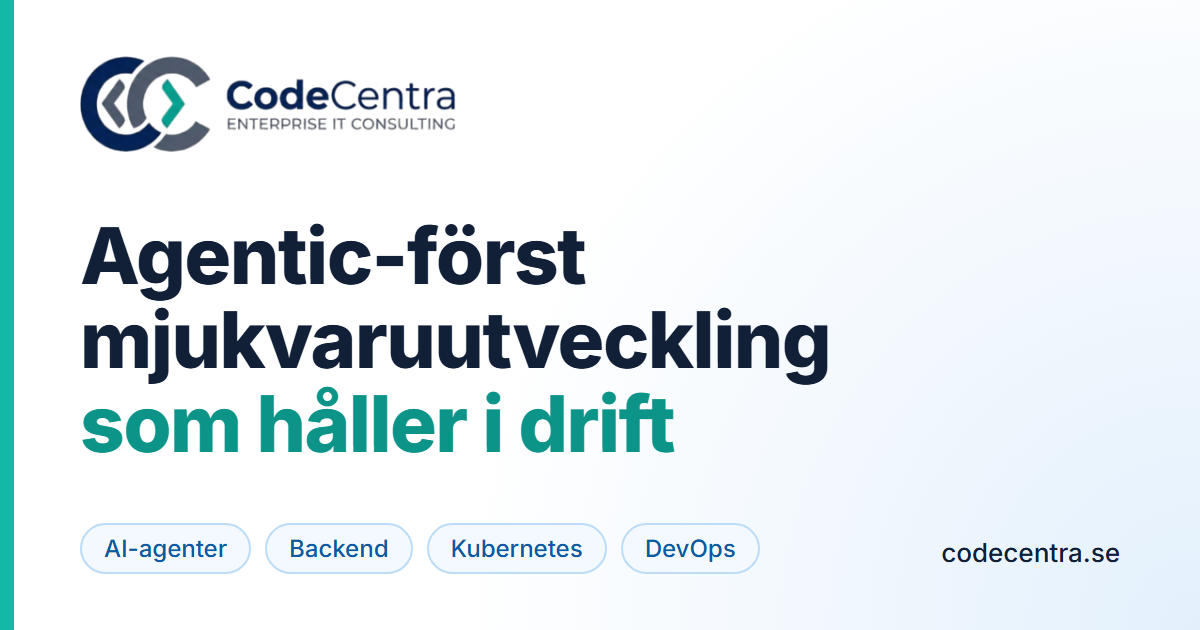 CodeCentra
ENTERPRISE IT CONSULTING
Agentic-först
mjukvaruutveckling
som håller i drift
AI-agenter
Backend
Kubernetes
DevOps
codecentra.se